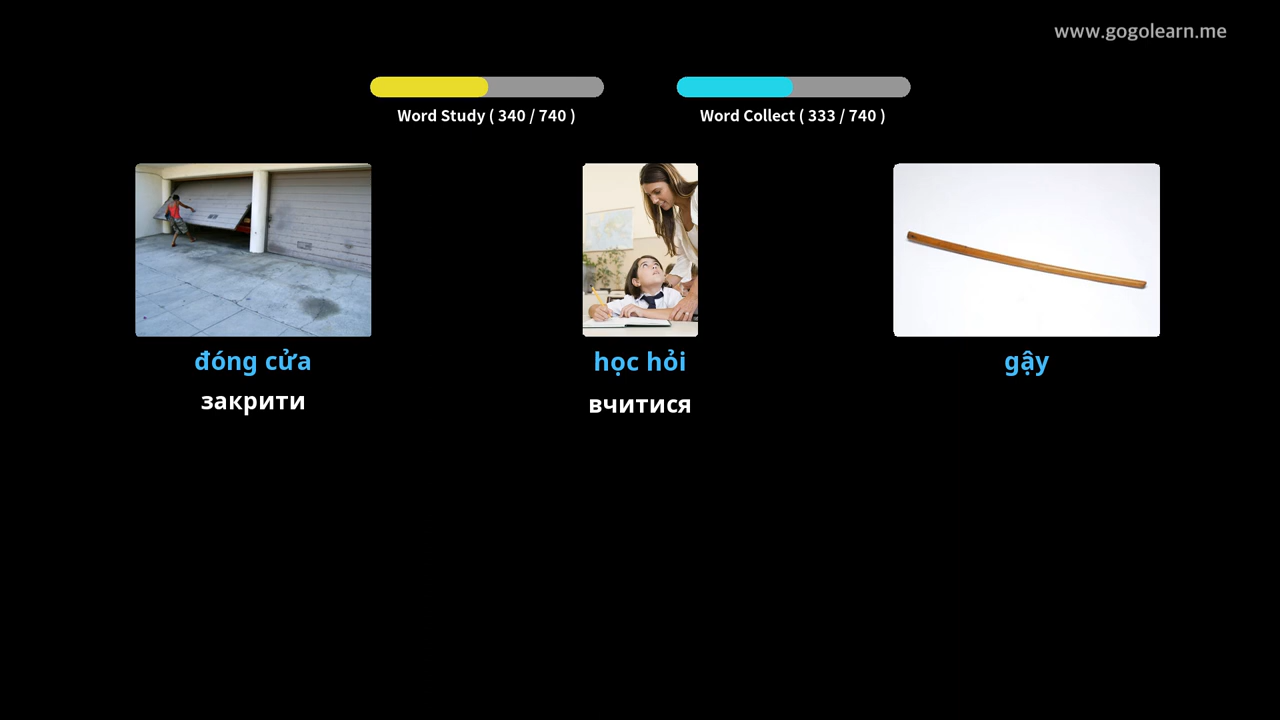 www.gogolearn.me
Word Study ( 340 / 740 )
Word Collect ( 333 / 740 )
đóng cửa
học hỏi
gậy
закрити
вчитися